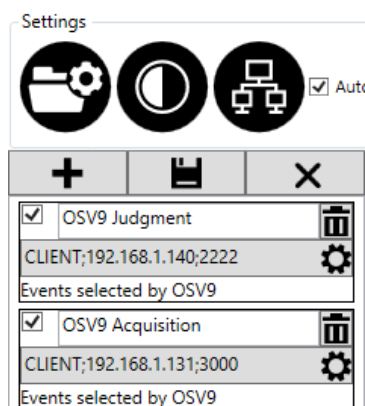 Settings
Auto
OSV9 Judgment
CLIENT;192.168.1.140;2222
Events selected by OSV9
OSV9 Acquisition
CLIENT;192.168.1.131;3000
Events selected by OSV9